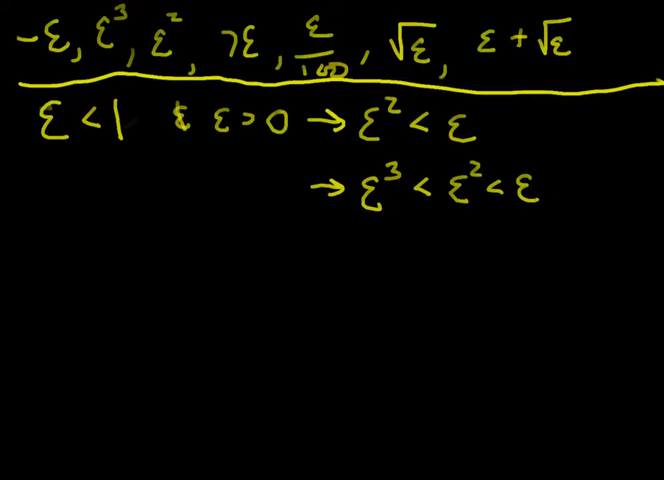 -ε, ε³, ε², 7ε, ε/100, √ε, ε + √ε
ε < 1 & ε > 0 → ε² < ε
→ ε³ < ε² < ε